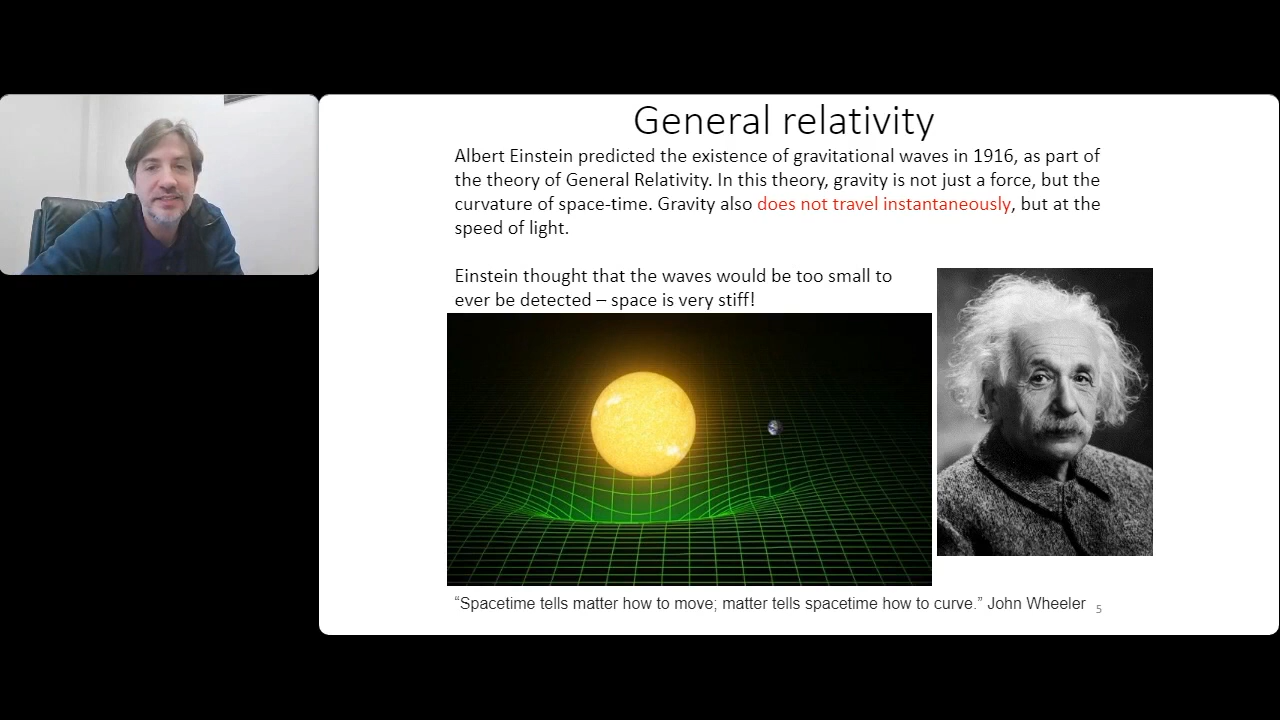 General relativity
Albert Einstein predicted the existence of gravitational waves in 1916, as part of
the theory of General Relativity. In this theory, gravity is not just a force, but the
curvature of space-time. Gravity also does not travel instantaneously, but at the
speed of light.
Einstein thought that the waves would be too small to
ever be detected – space is very stiff!
“Spacetime tells matter how to move; matter tells spacetime how to curve.” John Wheeler
5